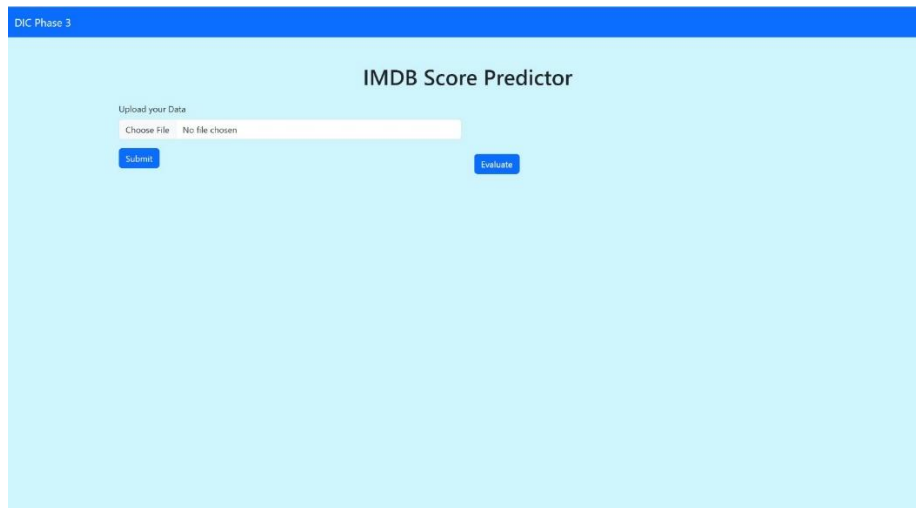 DIC Phase 3
IMDB Score Predictor
Upload your Data
Choose File No file chosen
Submit
Evaluate